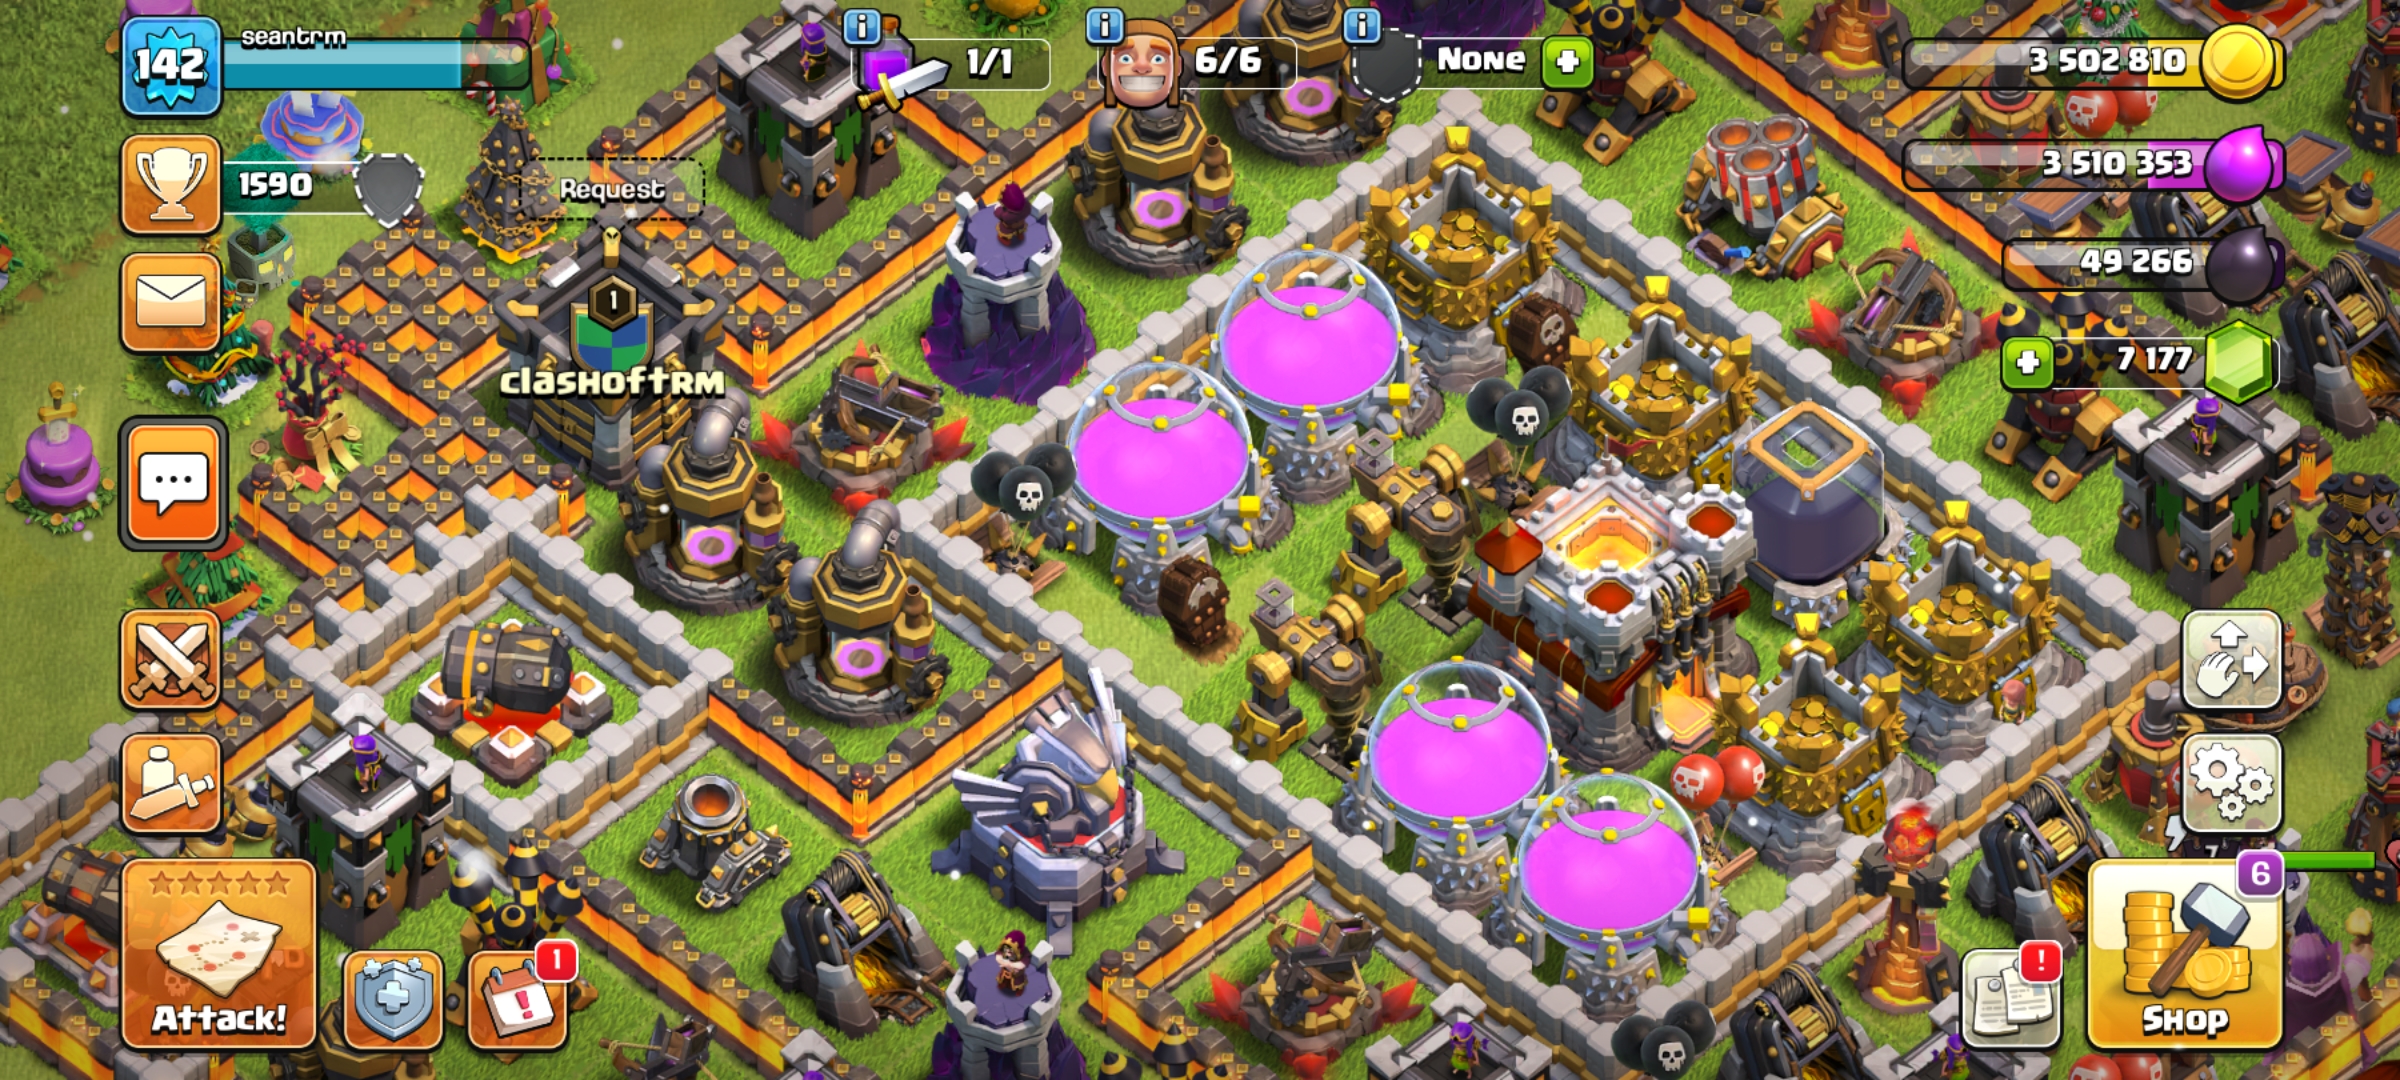 142
seantrm
1/1
6/6
None
3 502 810
1590
Request
3 510 353
49 266
1
clashoftrm
7 177
6
1
Attack!
Shop